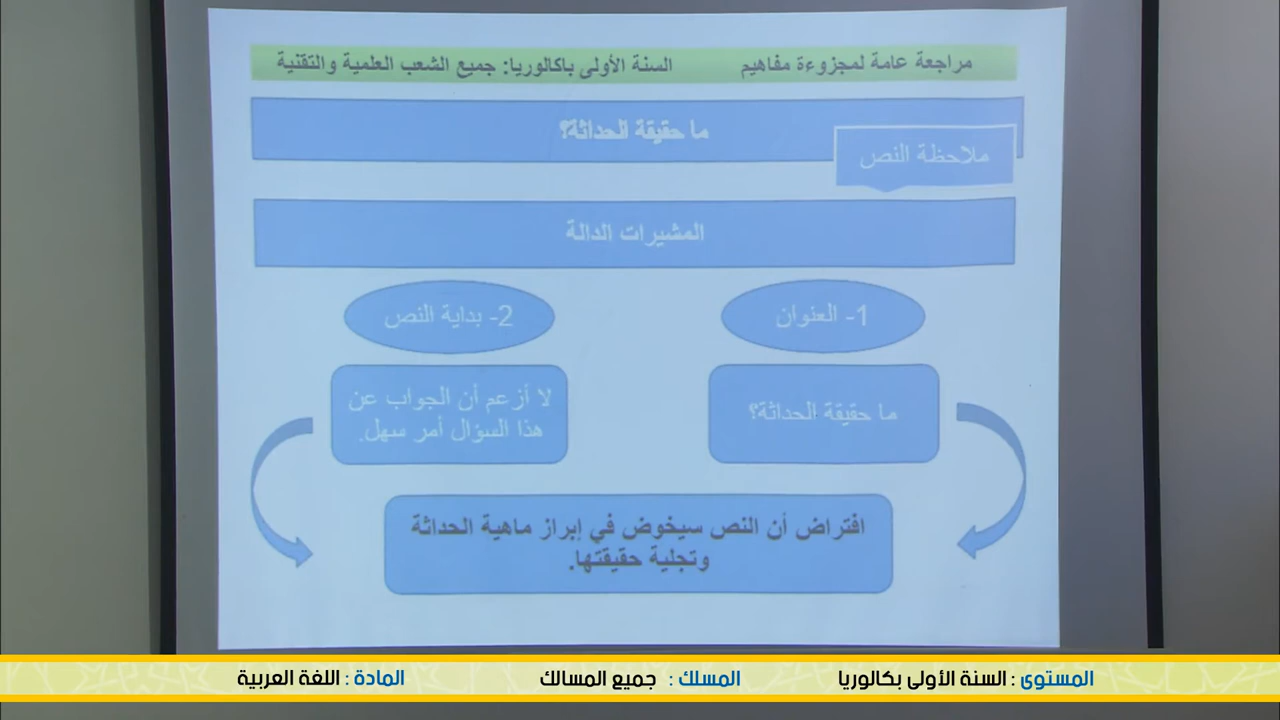 مراجعة عامة لمجزوءة مفاهيم السنة الأولى باكالوريا: جميع الشعب العلمية والتقنية
ما حقيقة الحداثة؟
ملاحظة النص
المشيرات الدالة
1- العنوان
2- بداية النص
ما حقيقة الحداثة؟
لا أزعم أن الجواب عن
هذا السؤال أمر سهل.
افتراض أن النص سيخوض في إبراز ماهية الحداثة
وتجلية حقيقتها.
المستوى : السنة الأولى بكالوريا المسلك : جميع المسالك المادة : اللغة العربية